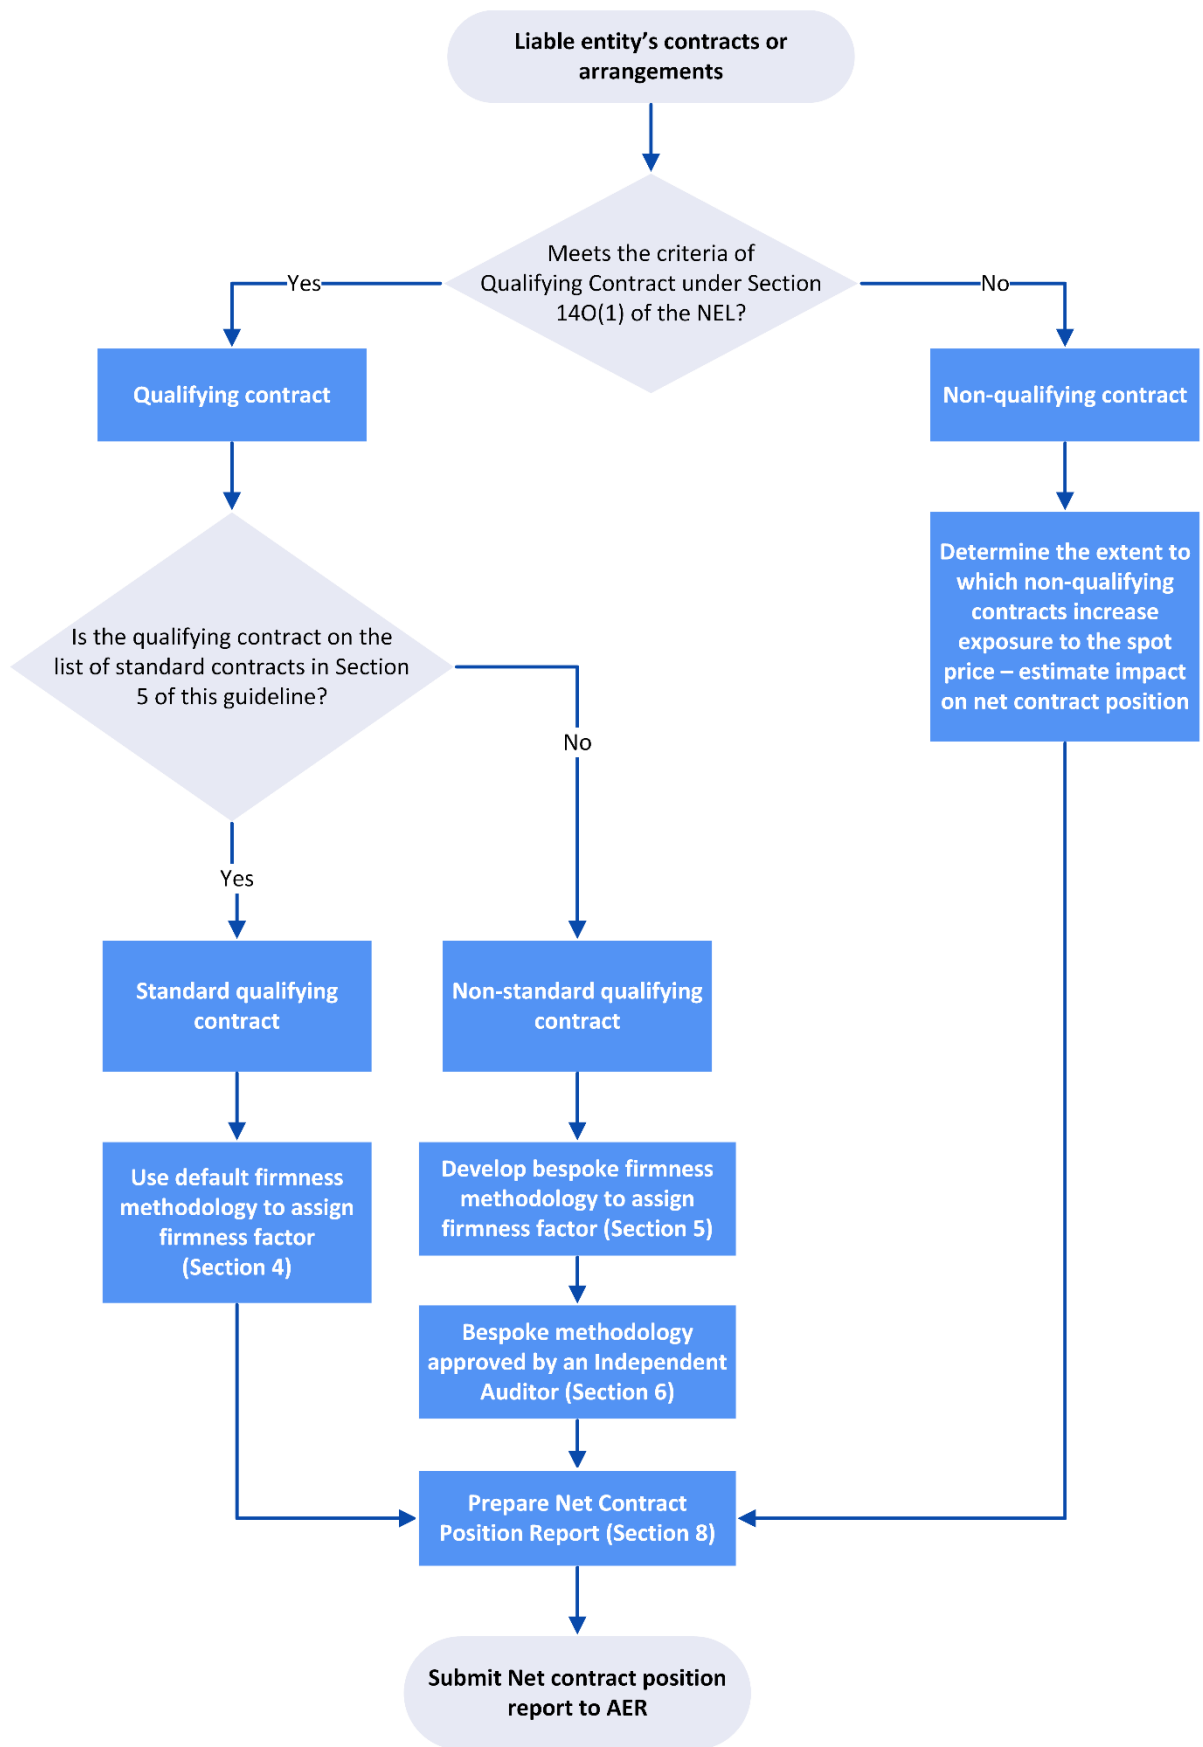 Liable entity’s contracts or
arrangements
Meets the criteria of
Qualifying Contract under Section
14O(1) of the NEL?
Yes
No
Qualifying contract
Non-qualifying contract
Is the qualifying contract on the
list of standard contracts in Section
5 of this guideline?
Determine the extent to
which non-qualifying
contracts increase
exposure to the spot
price – estimate impact
on net contract position
No
Yes
Standard qualifying
contract
Non-standard qualifying
contract
Use default firmness
methodology to assign
firmness factor
(Section 4)
Develop bespoke firmness
methodology to assign
firmness factor (Section 5)
Bespoke methodology
approved by an Independent
Auditor (Section 6)
Prepare Net Contract
Position Report (Section 8)
Submit Net contract position
report to AER